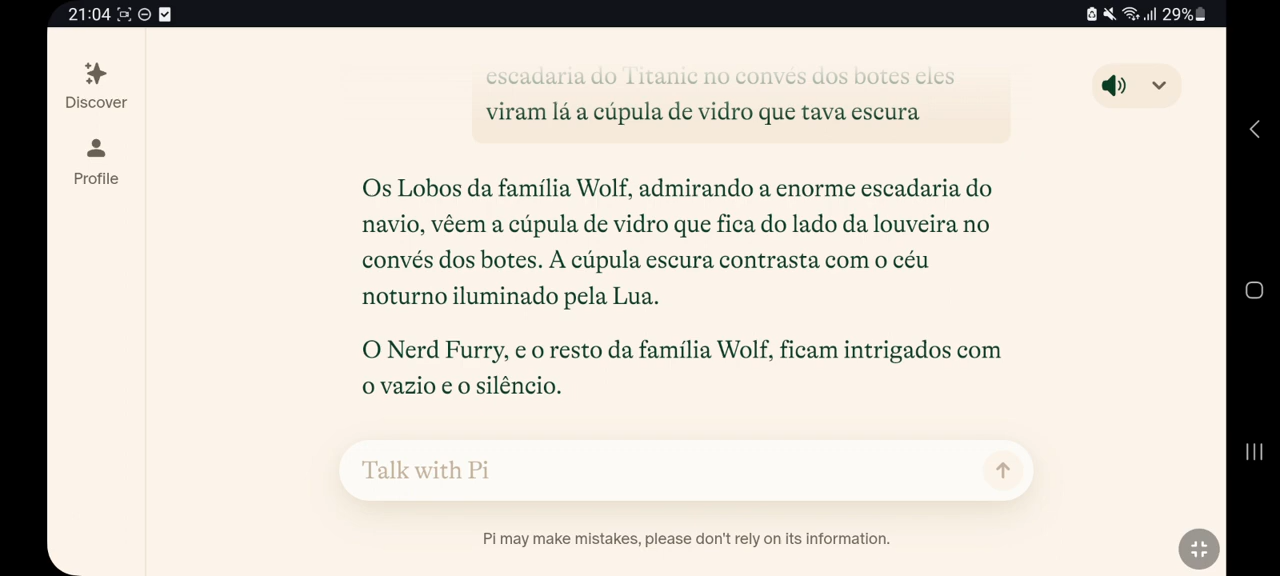 21:04
29%
Discover
Profile
escadaria do Titanic no convés dos botes eles
viram lá a cúpula de vidro que tava escura
Os Lobos da família Wolf, admirando a enorme escadaria do
navio, vêem a cúpula de vidro que fica do lado da louveira no
convés dos botes. A cúpula escura contrasta com o céu
noturno iluminado pela Lua.
O Nerd Furry, e o resto da família Wolf, ficam intrigados com
o vazio e o silêncio.
Talk with Pi
Pi may make mistakes, please don't rely on its information.